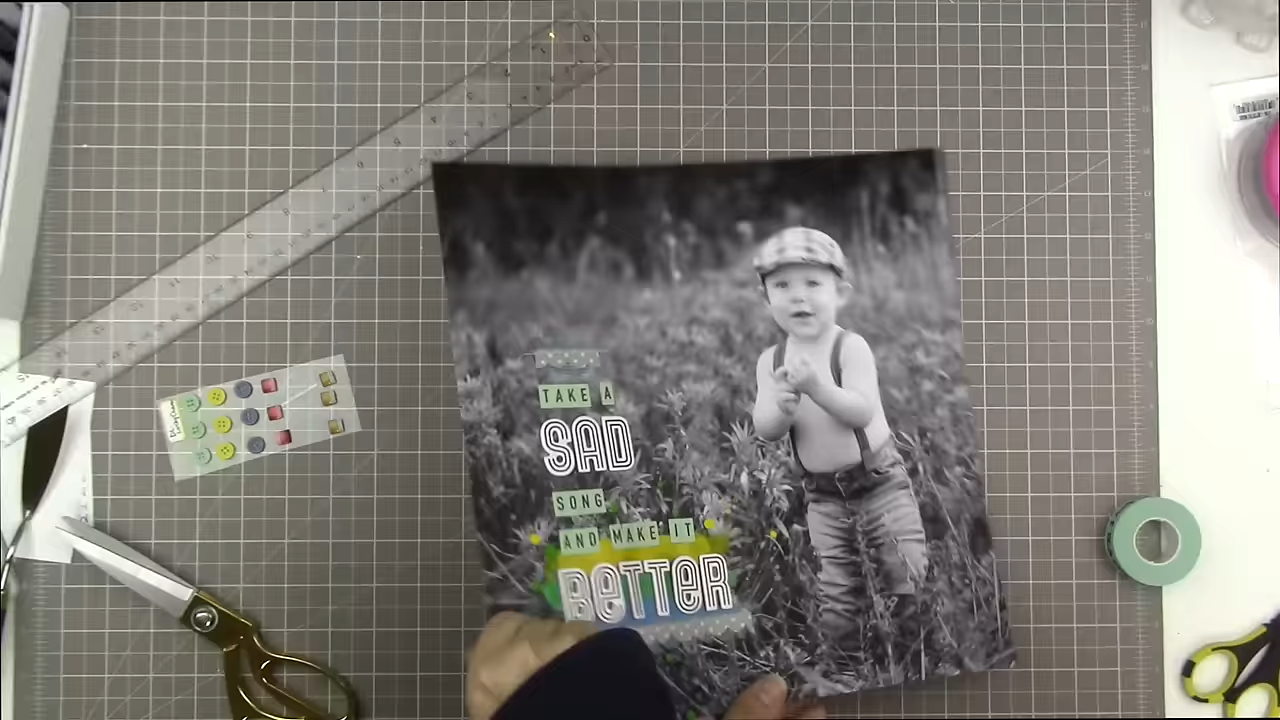 TAKE A
SAD
SONG
AND MAKE IT
BETTER